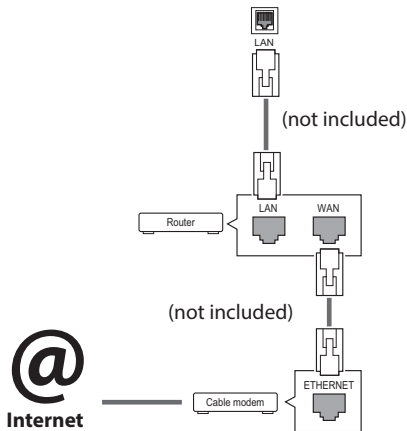 LAN
(not included)
LAN WAN
Router
(not included)
ETHERNET
@
Cable modem
Internet